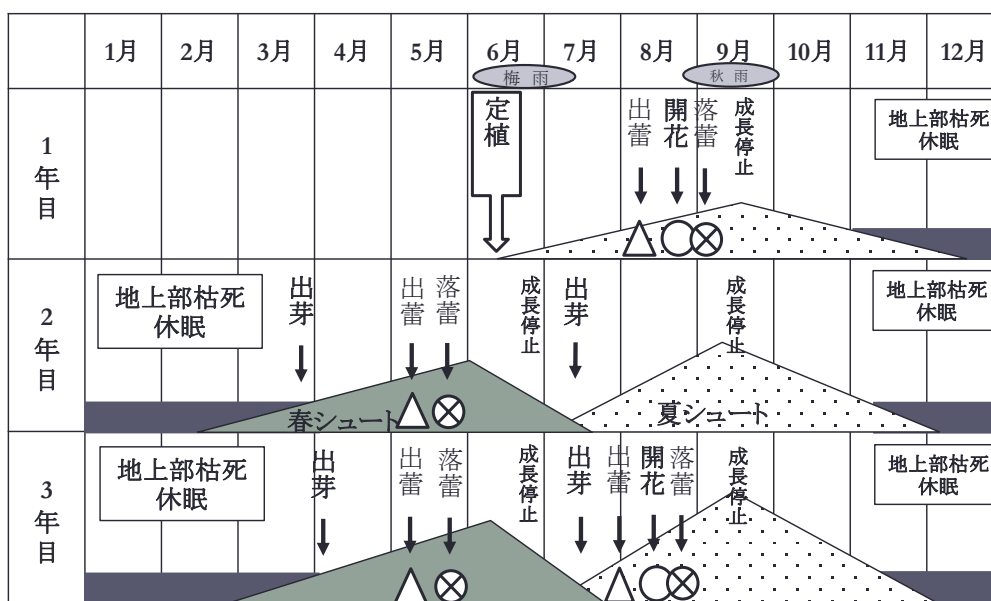 1月 2月 3月 4月 5月 6月 7月 8月 9月 10月 11月 12月
梅雨 秋雨
1年目
定植
出蕾
開花
落蕾
成長停止
地上部枯死
休眠
2年目
地上部枯死
休眠
出芽
出蕾
落蕾
成長停止
出芽
成長停止
地上部枯死
休眠
春シュート
夏シュート
3年目
地上部枯死
休眠
出芽
出蕾
落蕾
成長停止
出芽
出蕾
開花
落蕾
成長停止
地上部枯死
休眠